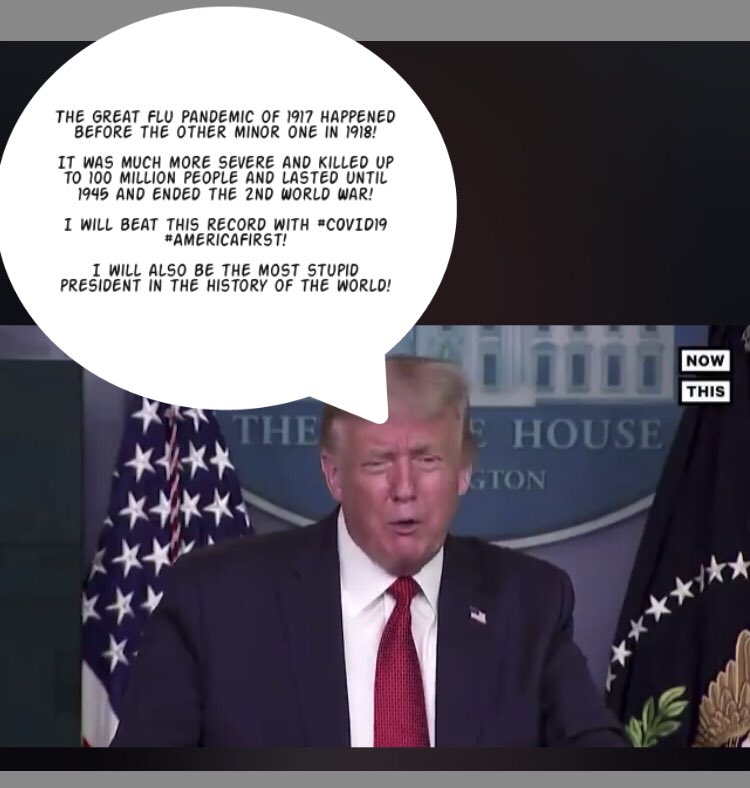 THE GREAT FLU PANDEMIC OF 1917 HAPPENED
BEFORE THE OTHER MINOR ONE IN 1918!
IT WAS MUCH MORE SEVERE AND KILLED UP
TO 100 MILLION PEOPLE AND LASTED UNTIL
1945 AND ENDED THE 2ND WORLD WAR!
I WILL BEAT THIS RECORD WITH #COVID19
#AMERICAFIRST!
I WILL ALSO BE THE MOST STUPID
PRESIDENT IN THE HISTORY OF THE WORLD!
NOW
THIS
THE E HOUSE
GTON